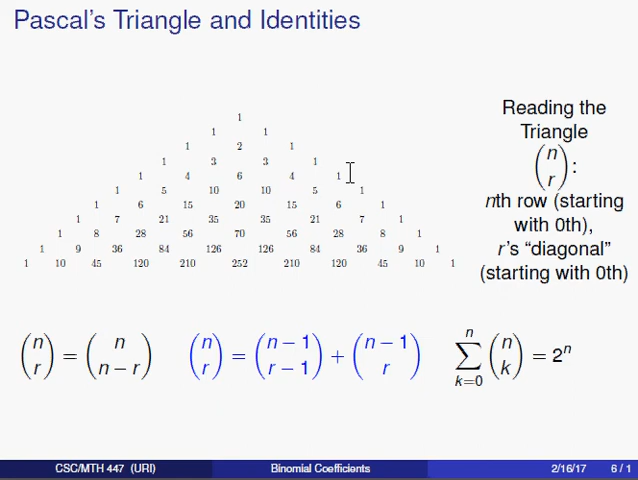 Pascal's Triangle and Identities
1
1 1
1 2 1
1 3 3 1
1 4 6 4 1
1 5 10 10 5 1
1 6 15 20 15 6 1
1 7 21 35 35 21 7 1
1 8 28 56 70 56 28 8 1
1 9 36 84 126 126 84 36 9 1
1 10 45 120 210 252 210 120 45 10 1
Reading the
Triangle
(n r):
nth row (starting
with 0th),
r's “diagonal”
(starting with 0th)
(n r) = (n n − r)
(n r) = (n − 1 r − 1) + (n − 1 r)
∑ n k=0 (n k) = 2ⁿ
CSC/MTH 447 (URI) Binomial Coefficients 2/16/17 6 / 1